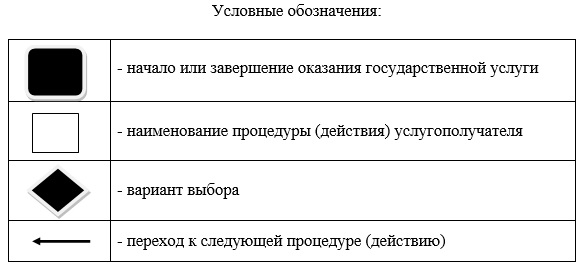 Условные обозначения:
- начало или завершение оказания государственной услуги
- наименование процедуры (действия) услугополучателя
- вариант выбора
- переход к следующей процедуре (действию)